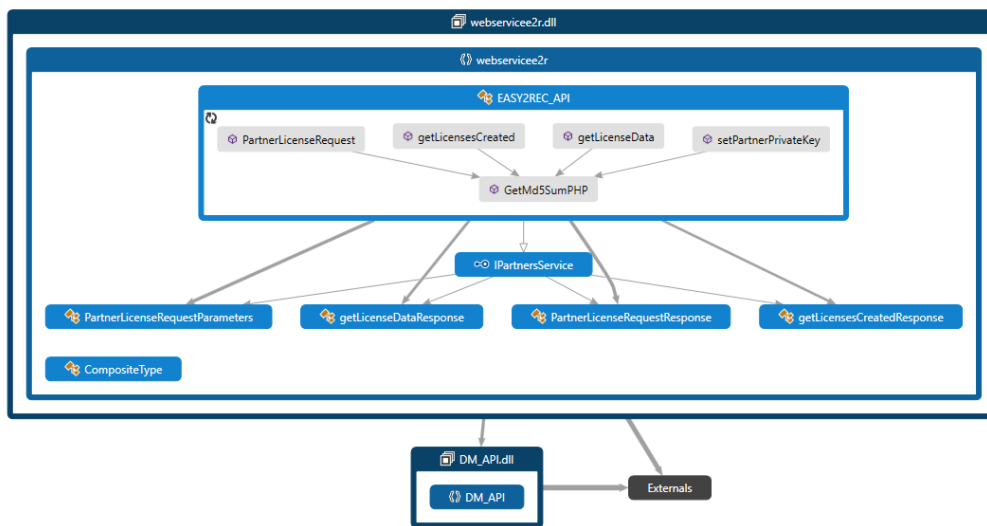 webservicee2r.dll
webservicee2r
EASY2REC_API
PartnerLicenseRequest
getLicensesCreated
getLicenseData
setPartnerPrivateKey
GetMd5SumPHP
IPartnersService
PartnerLicenseRequestParameters
getLicenseDataResponse
PartnerLicenseRequestResponse
getLicensesCreatedResponse
CompositeType
DM_API.dll
DM_API
Externals